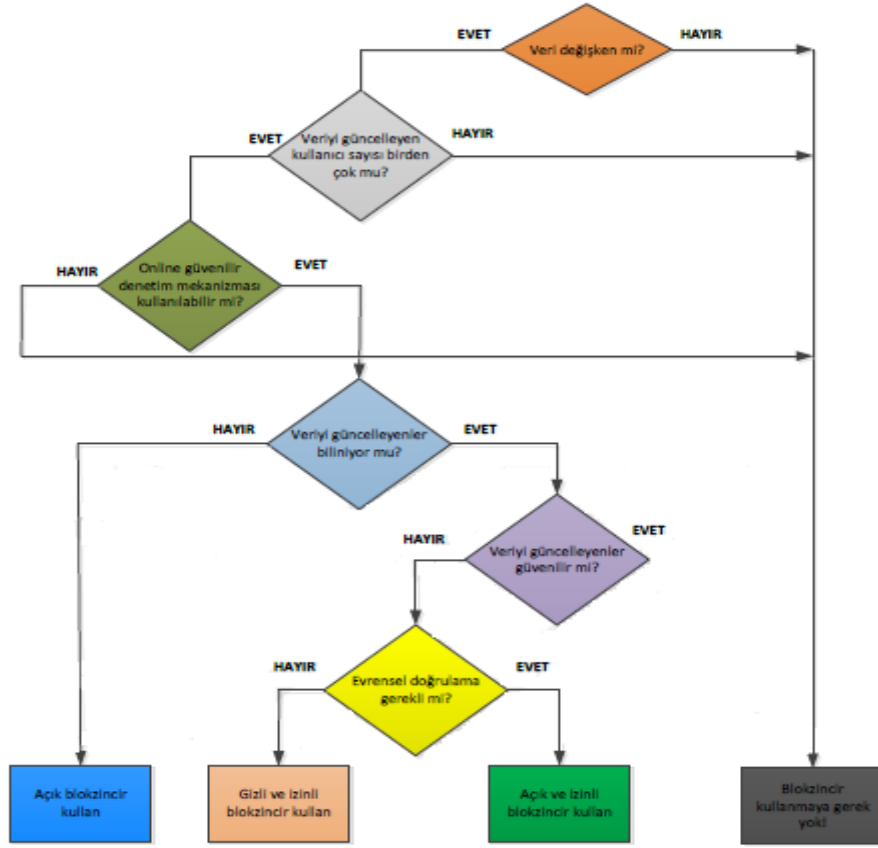 EVET
Veri değişken mi?
HAYIR
EVET
Veriyi güncelleyen
kullanıcı sayısı birden
çok mu?
HAYIR
HAYIR
Online güvenilir
denetim mekanizması
kullanılabilir mi?
EVET
HAYIR
Veriyi güncelleyenler
biliniyor mu?
EVET
HAYIR
Veriyi güncelleyenler
güvenilir mi?
EVET
HAYIR
Evrensel doğrulama
gerekli mi?
EVET
Açık blokzincir
kullan
Gizli ve izinli
blokzincir kullan
Açık ve izinli
blokzincir kullan
Blokzincir
kullanmaya gerek
yok!